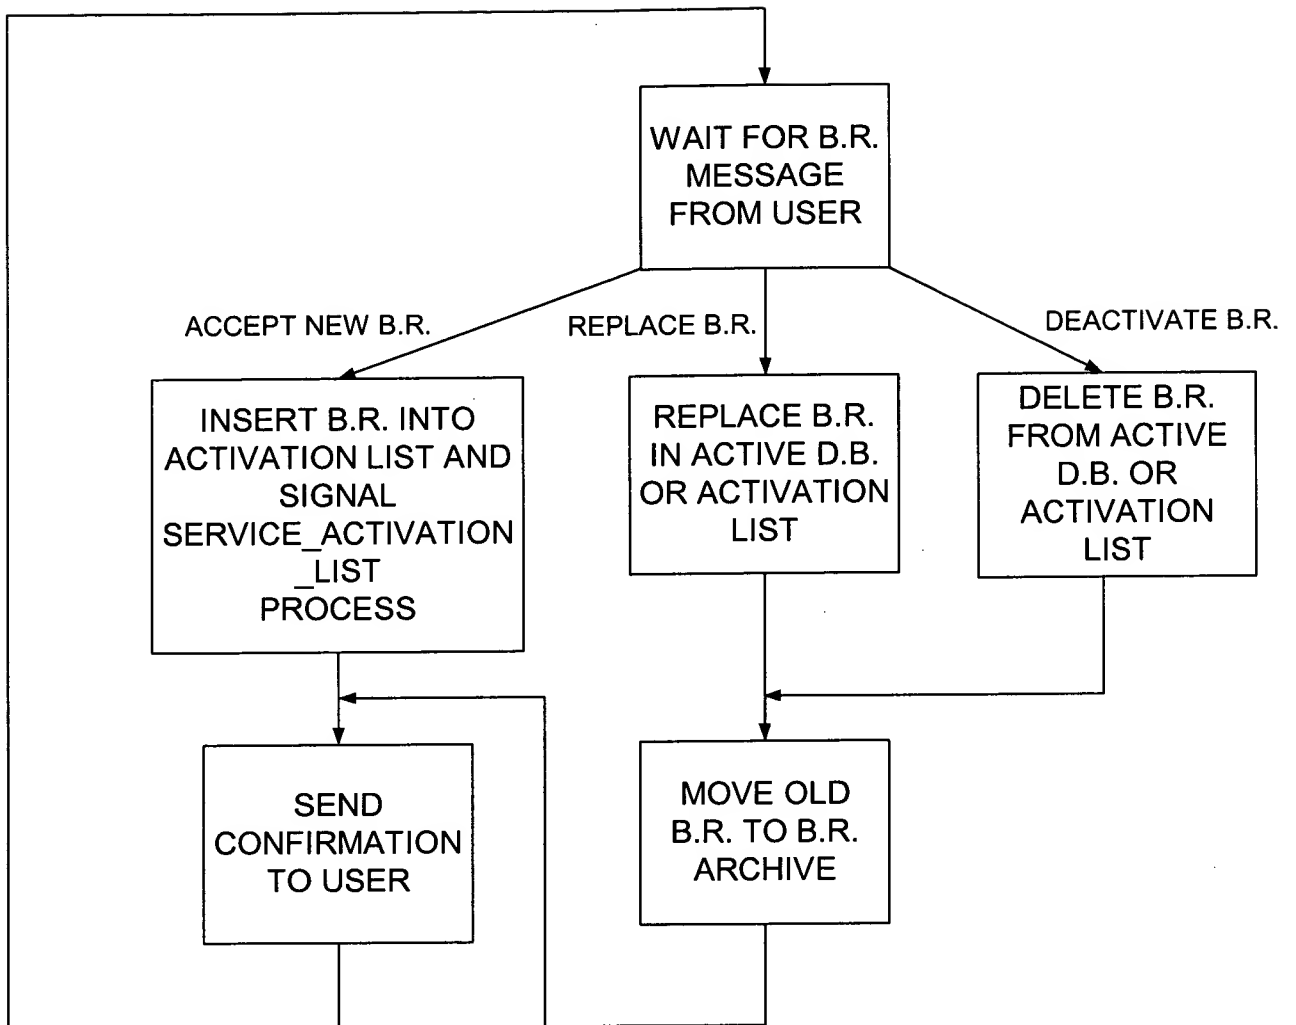 WAIT FOR B.R.
MESSAGE
FROM USER
ACCEPT NEW B.R.
REPLACE B.R.
DEACTIVATE B.R.
INSERT B.R. INTO
ACTIVATION LIST AND
SIGNAL
SERVICE_ACTIVATION
_LIST
PROCESS
REPLACE B.R.
IN ACTIVE D.B.
OR ACTIVATION
LIST
DELETE B.R.
FROM ACTIVE
D.B. OR
ACTIVATION
LIST
SEND
CONFIRMATION
TO USER
MOVE OLD
B.R. TO B.R.
ARCHIVE